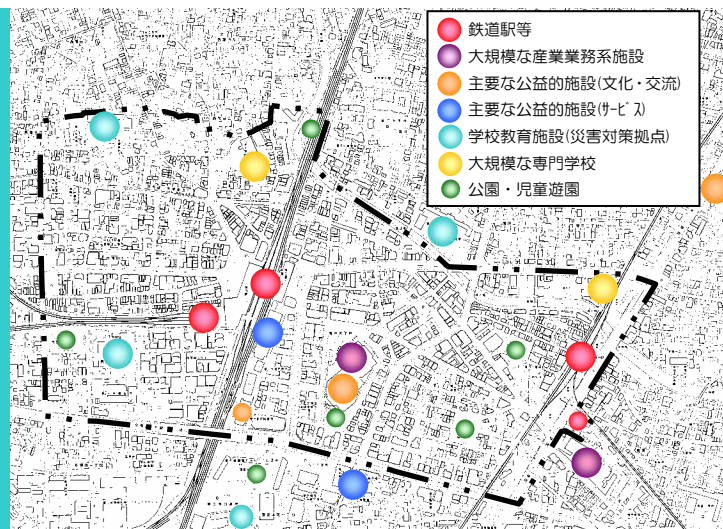 鉄道駅等
大規模な産業業務系施設
主要な公益的施設(文化・交流)
主要な公益的施設(ｻｰﾋﾞｽ)
学校教育施設(災害対策拠点)
大規模な専門学校
公園・児童遊園